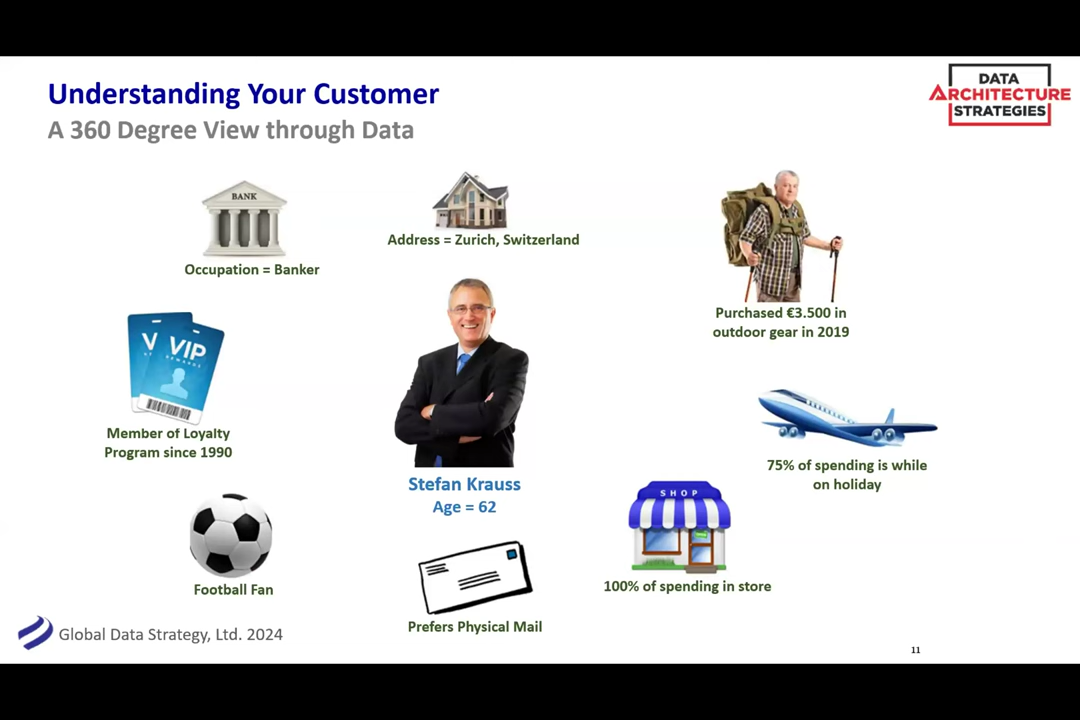 Understanding Your Customer
A 360 Degree View through Data
DATA
ARCHITECTURE
STRATEGIES
BANK
Occupation = Banker
Address = Zurich, Switzerland
Purchased €3.500 in
outdoor gear in 2019
V
VIP
REWARDS
Member of Loyalty
Program since 1990
Stefan Krauss
Age = 62
75% of spending is while
on holiday
SHOP
100% of spending in store
Football Fan
Prefers Physical Mail
Global Data Strategy, Ltd. 2024
11